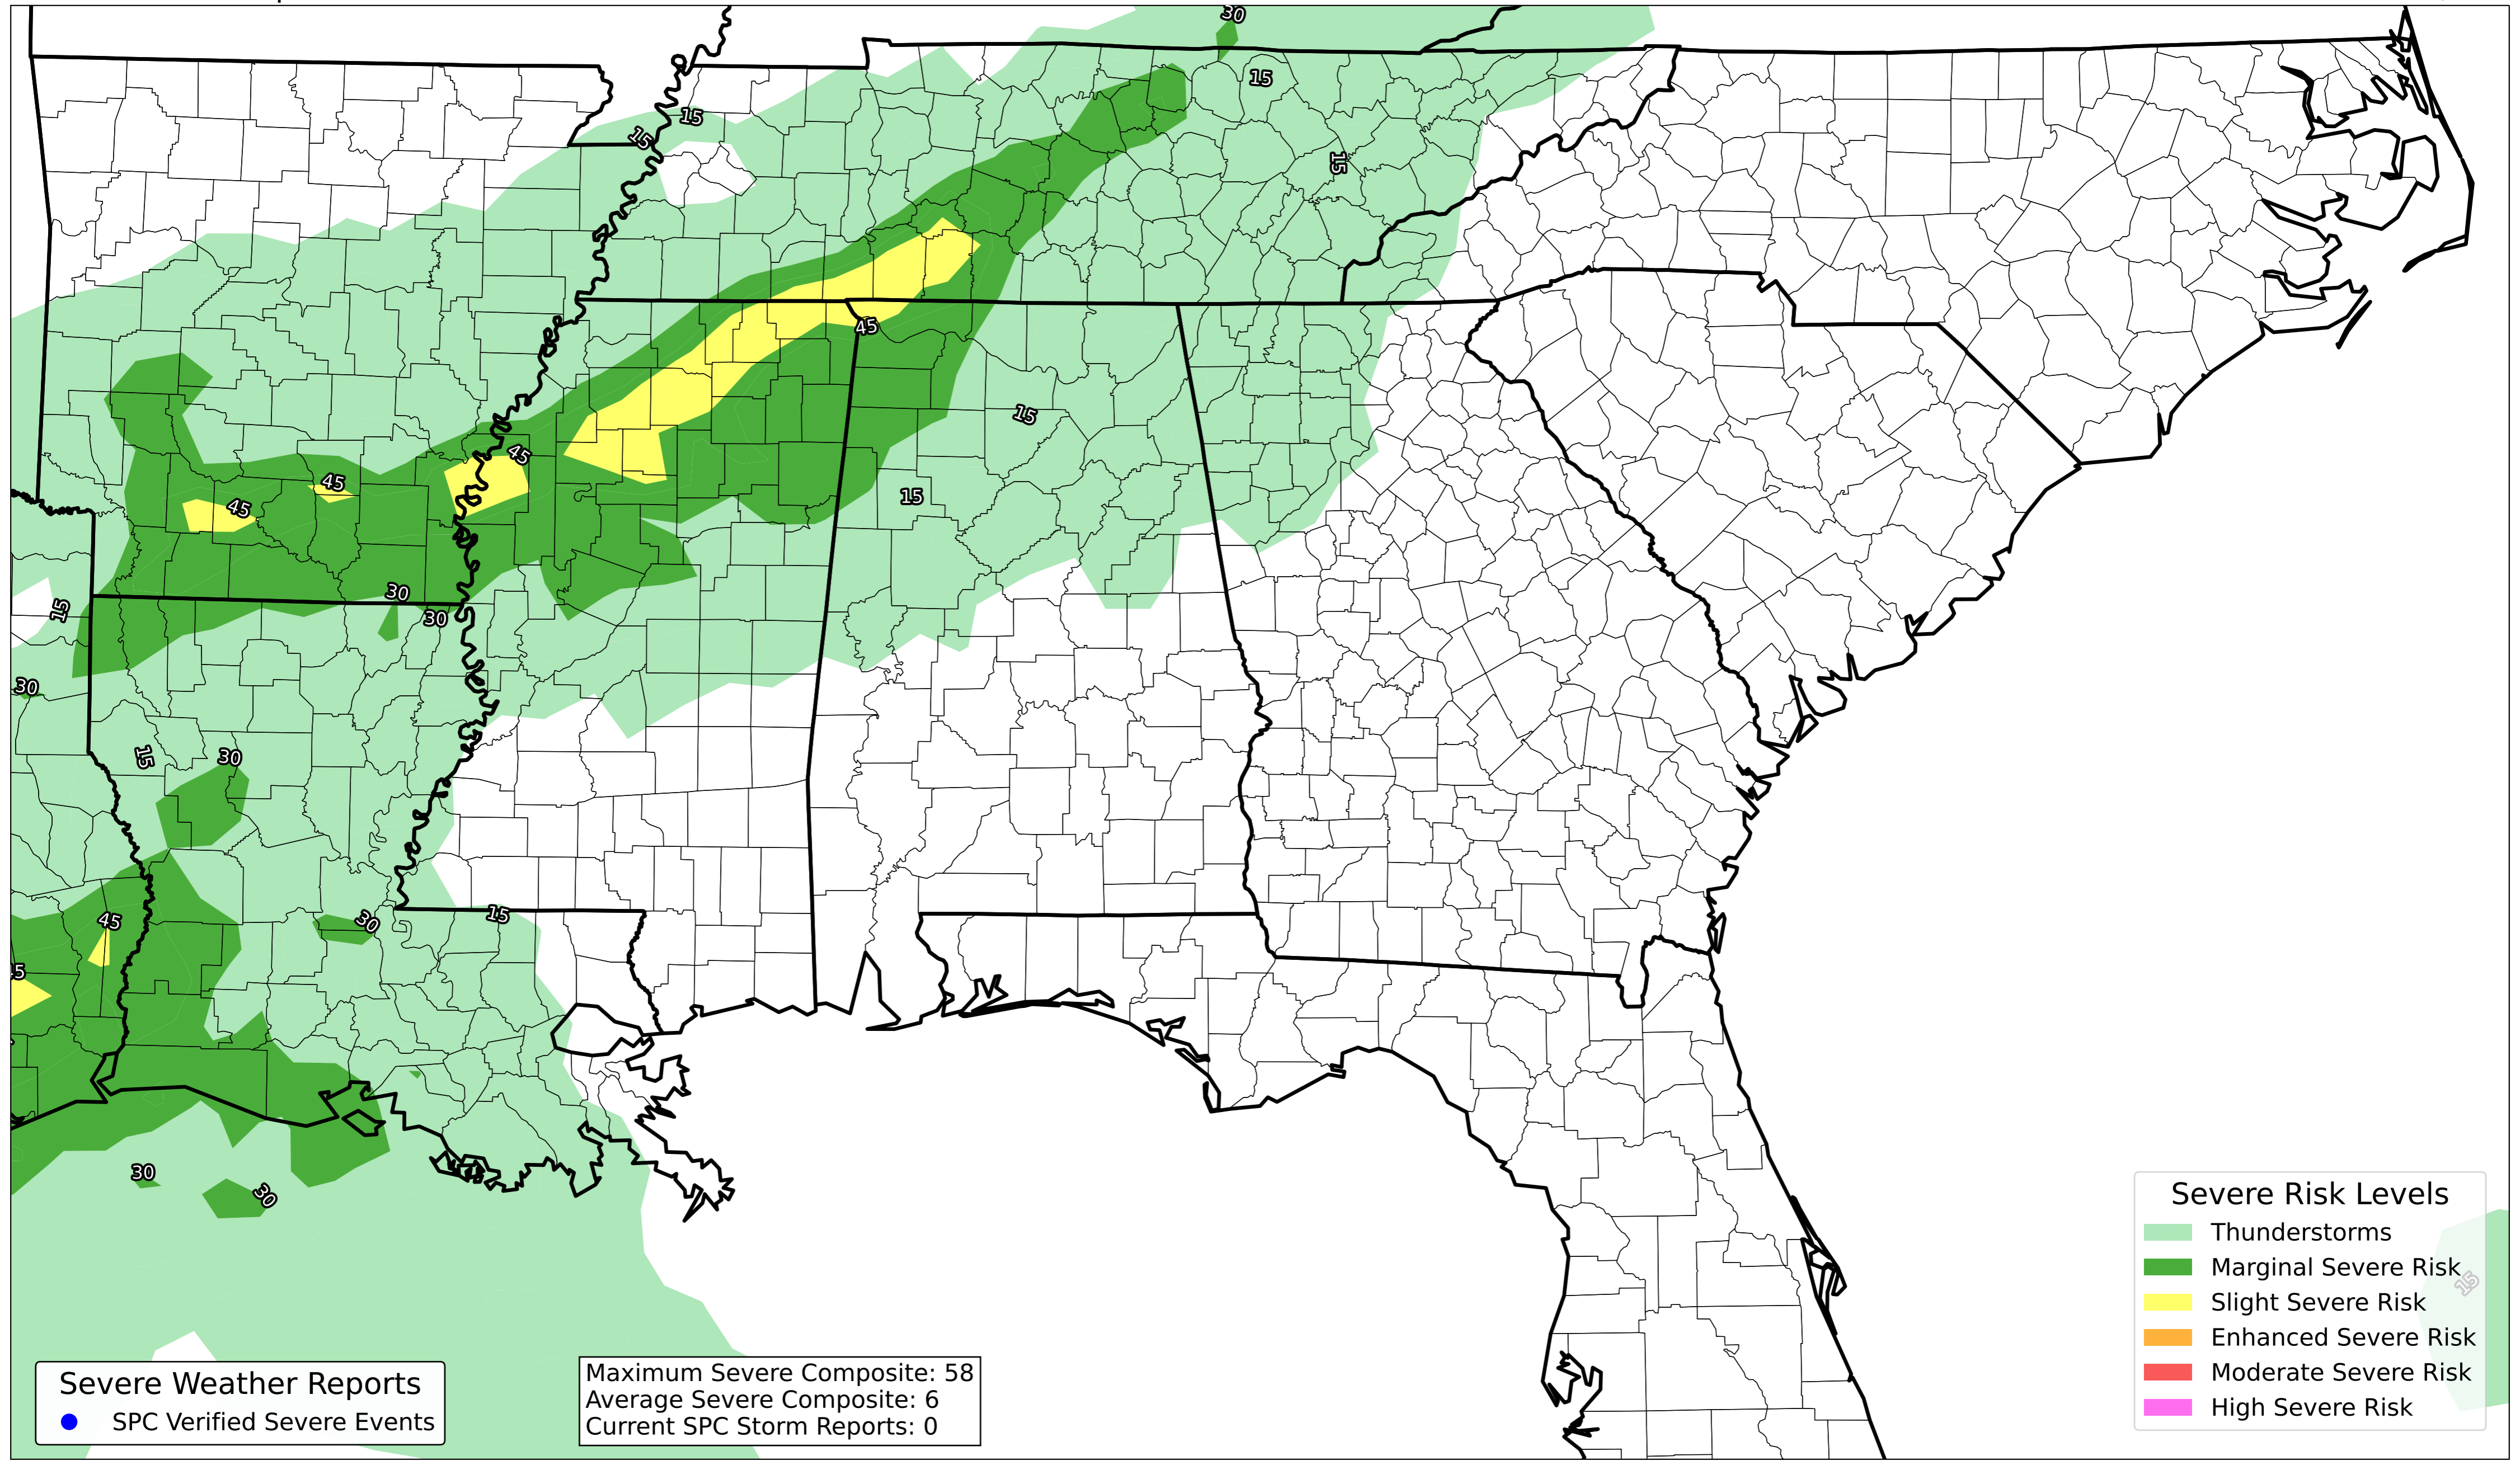 30
15
15
15
15
45
15
45
45
45
15
30
30
15
30
15
30
45
30
15
30
30
Severe Risk Levels
Thunderstorms
Marginal Severe Risk
Slight Severe Risk
Enhanced Severe Risk
Moderate Severe Risk
High Severe Risk
15
Severe Weather Reports
SPC Verified Severe Events
Maximum Severe Composite: 58
Average Severe Composite: 6
Current SPC Storm Reports: 0